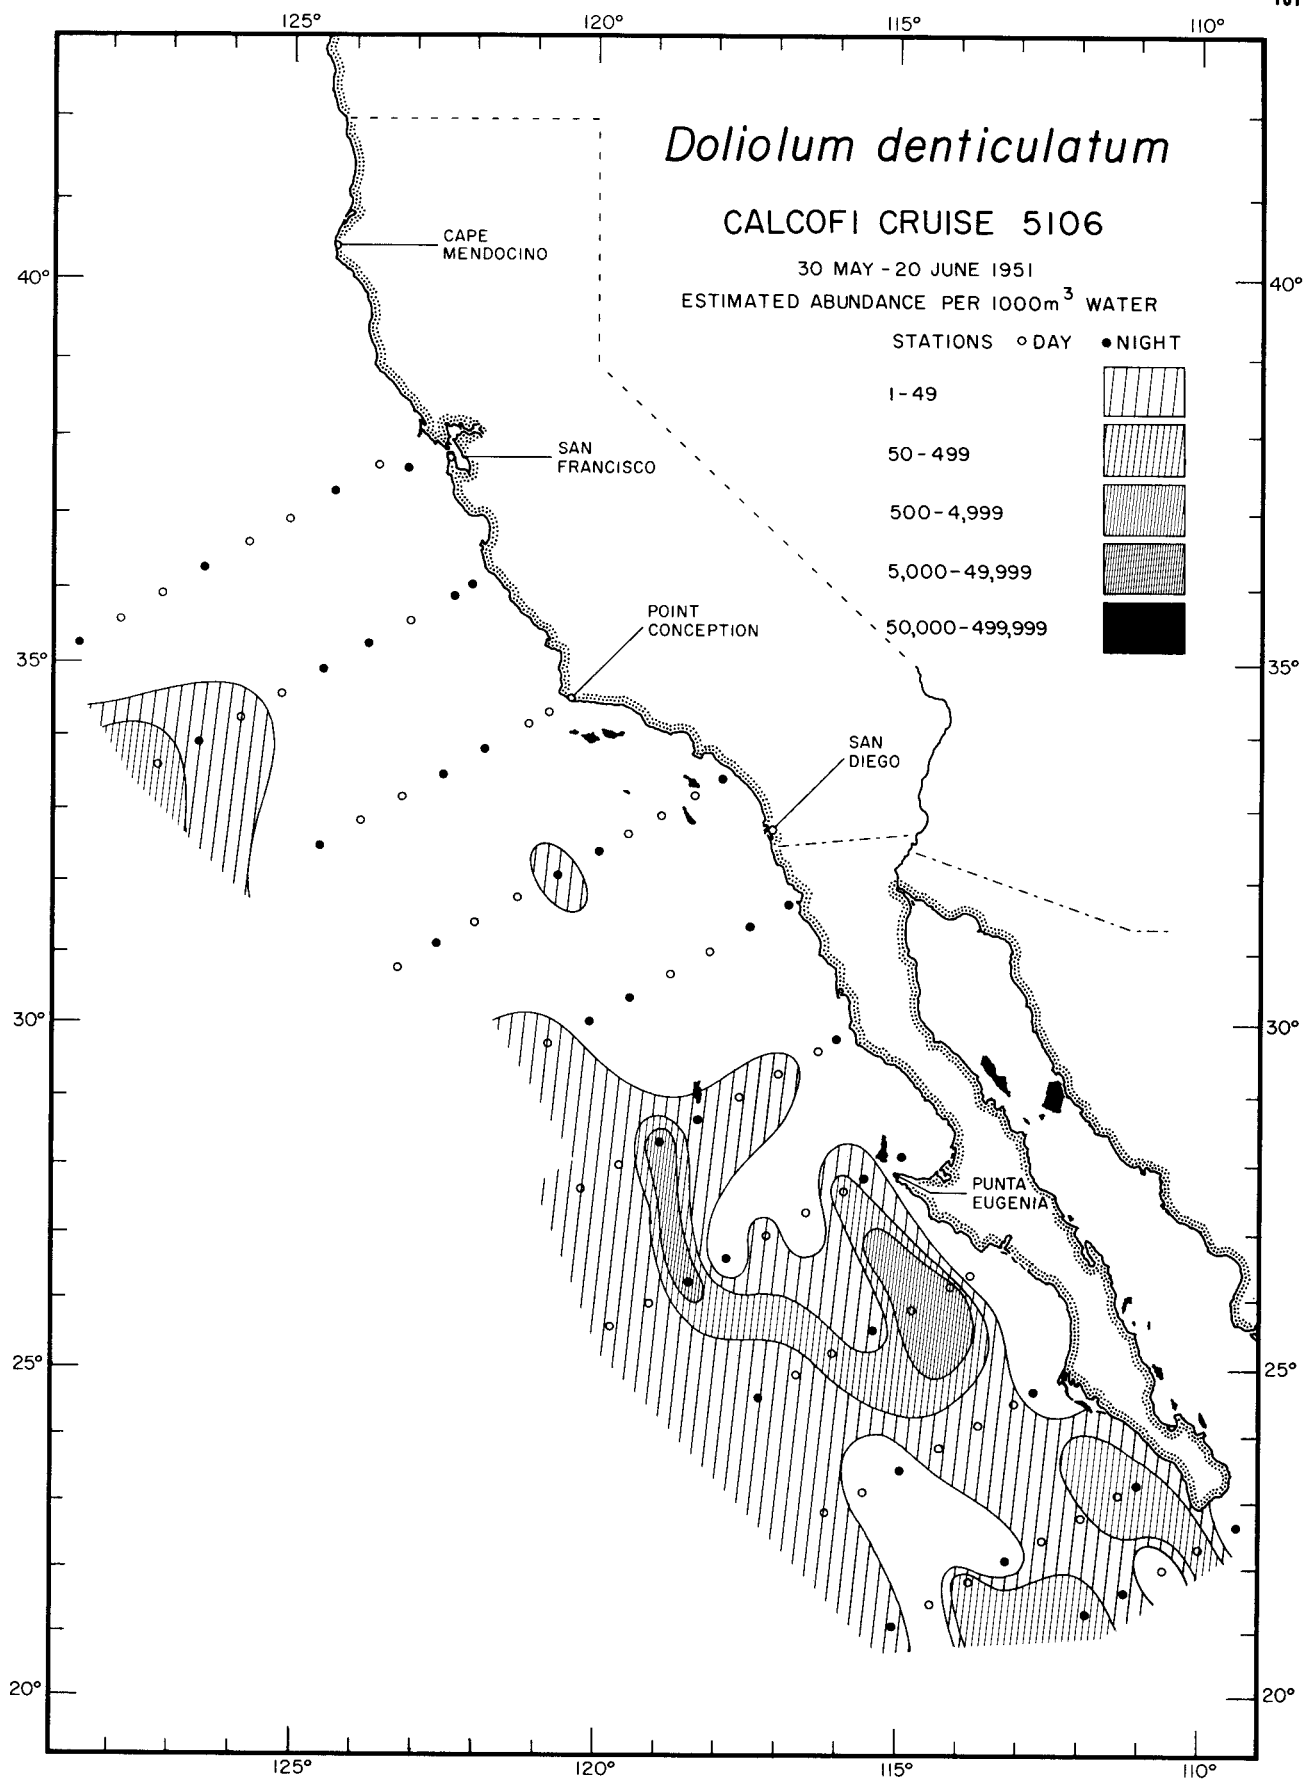 125°
120°
115°
110°
Doliolum denticulatum
CALCOFI CRUISE 5106
30 MAY - 20 JUNE 1951
ESTIMATED ABUNDANCE PER 1000m³ WATER
STATIONS ○ DAY ● NIGHT
1-49
50-499
500-4,999
5,000-49,999
50,000-499,999
CAPE
MENDOCINO
40°
40°
SAN
FRANCISCO
POINT
CONCEPTION
35°
35°
SAN
DIEGO
30°
30°
PUNTA
EUGENIA
25°
25°
20°
20°
125°
120°
115°
110°